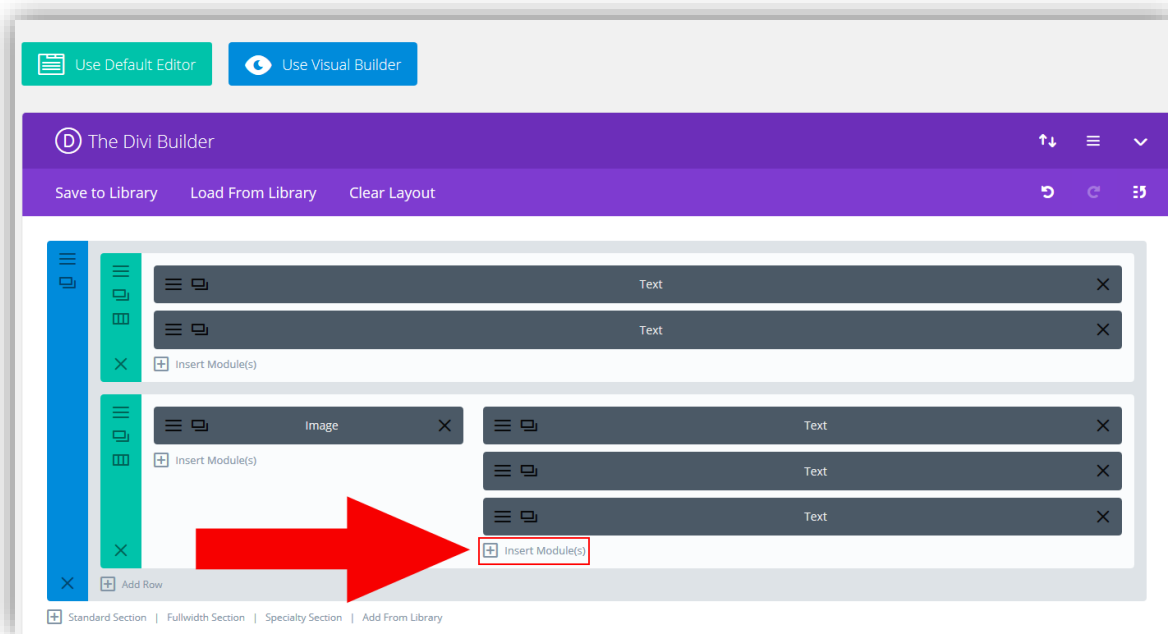 Use Default Editor
Use Visual Builder
D The Divi Builder
Save to Library Load From Library Clear Layout
Text
Text
Insert Module(s)
Image
Insert Module(s)
Text
Text
Text
Insert Module(s)
Add Row
Standard Section | Fullwidth Section | Specialty Section | Add From Library